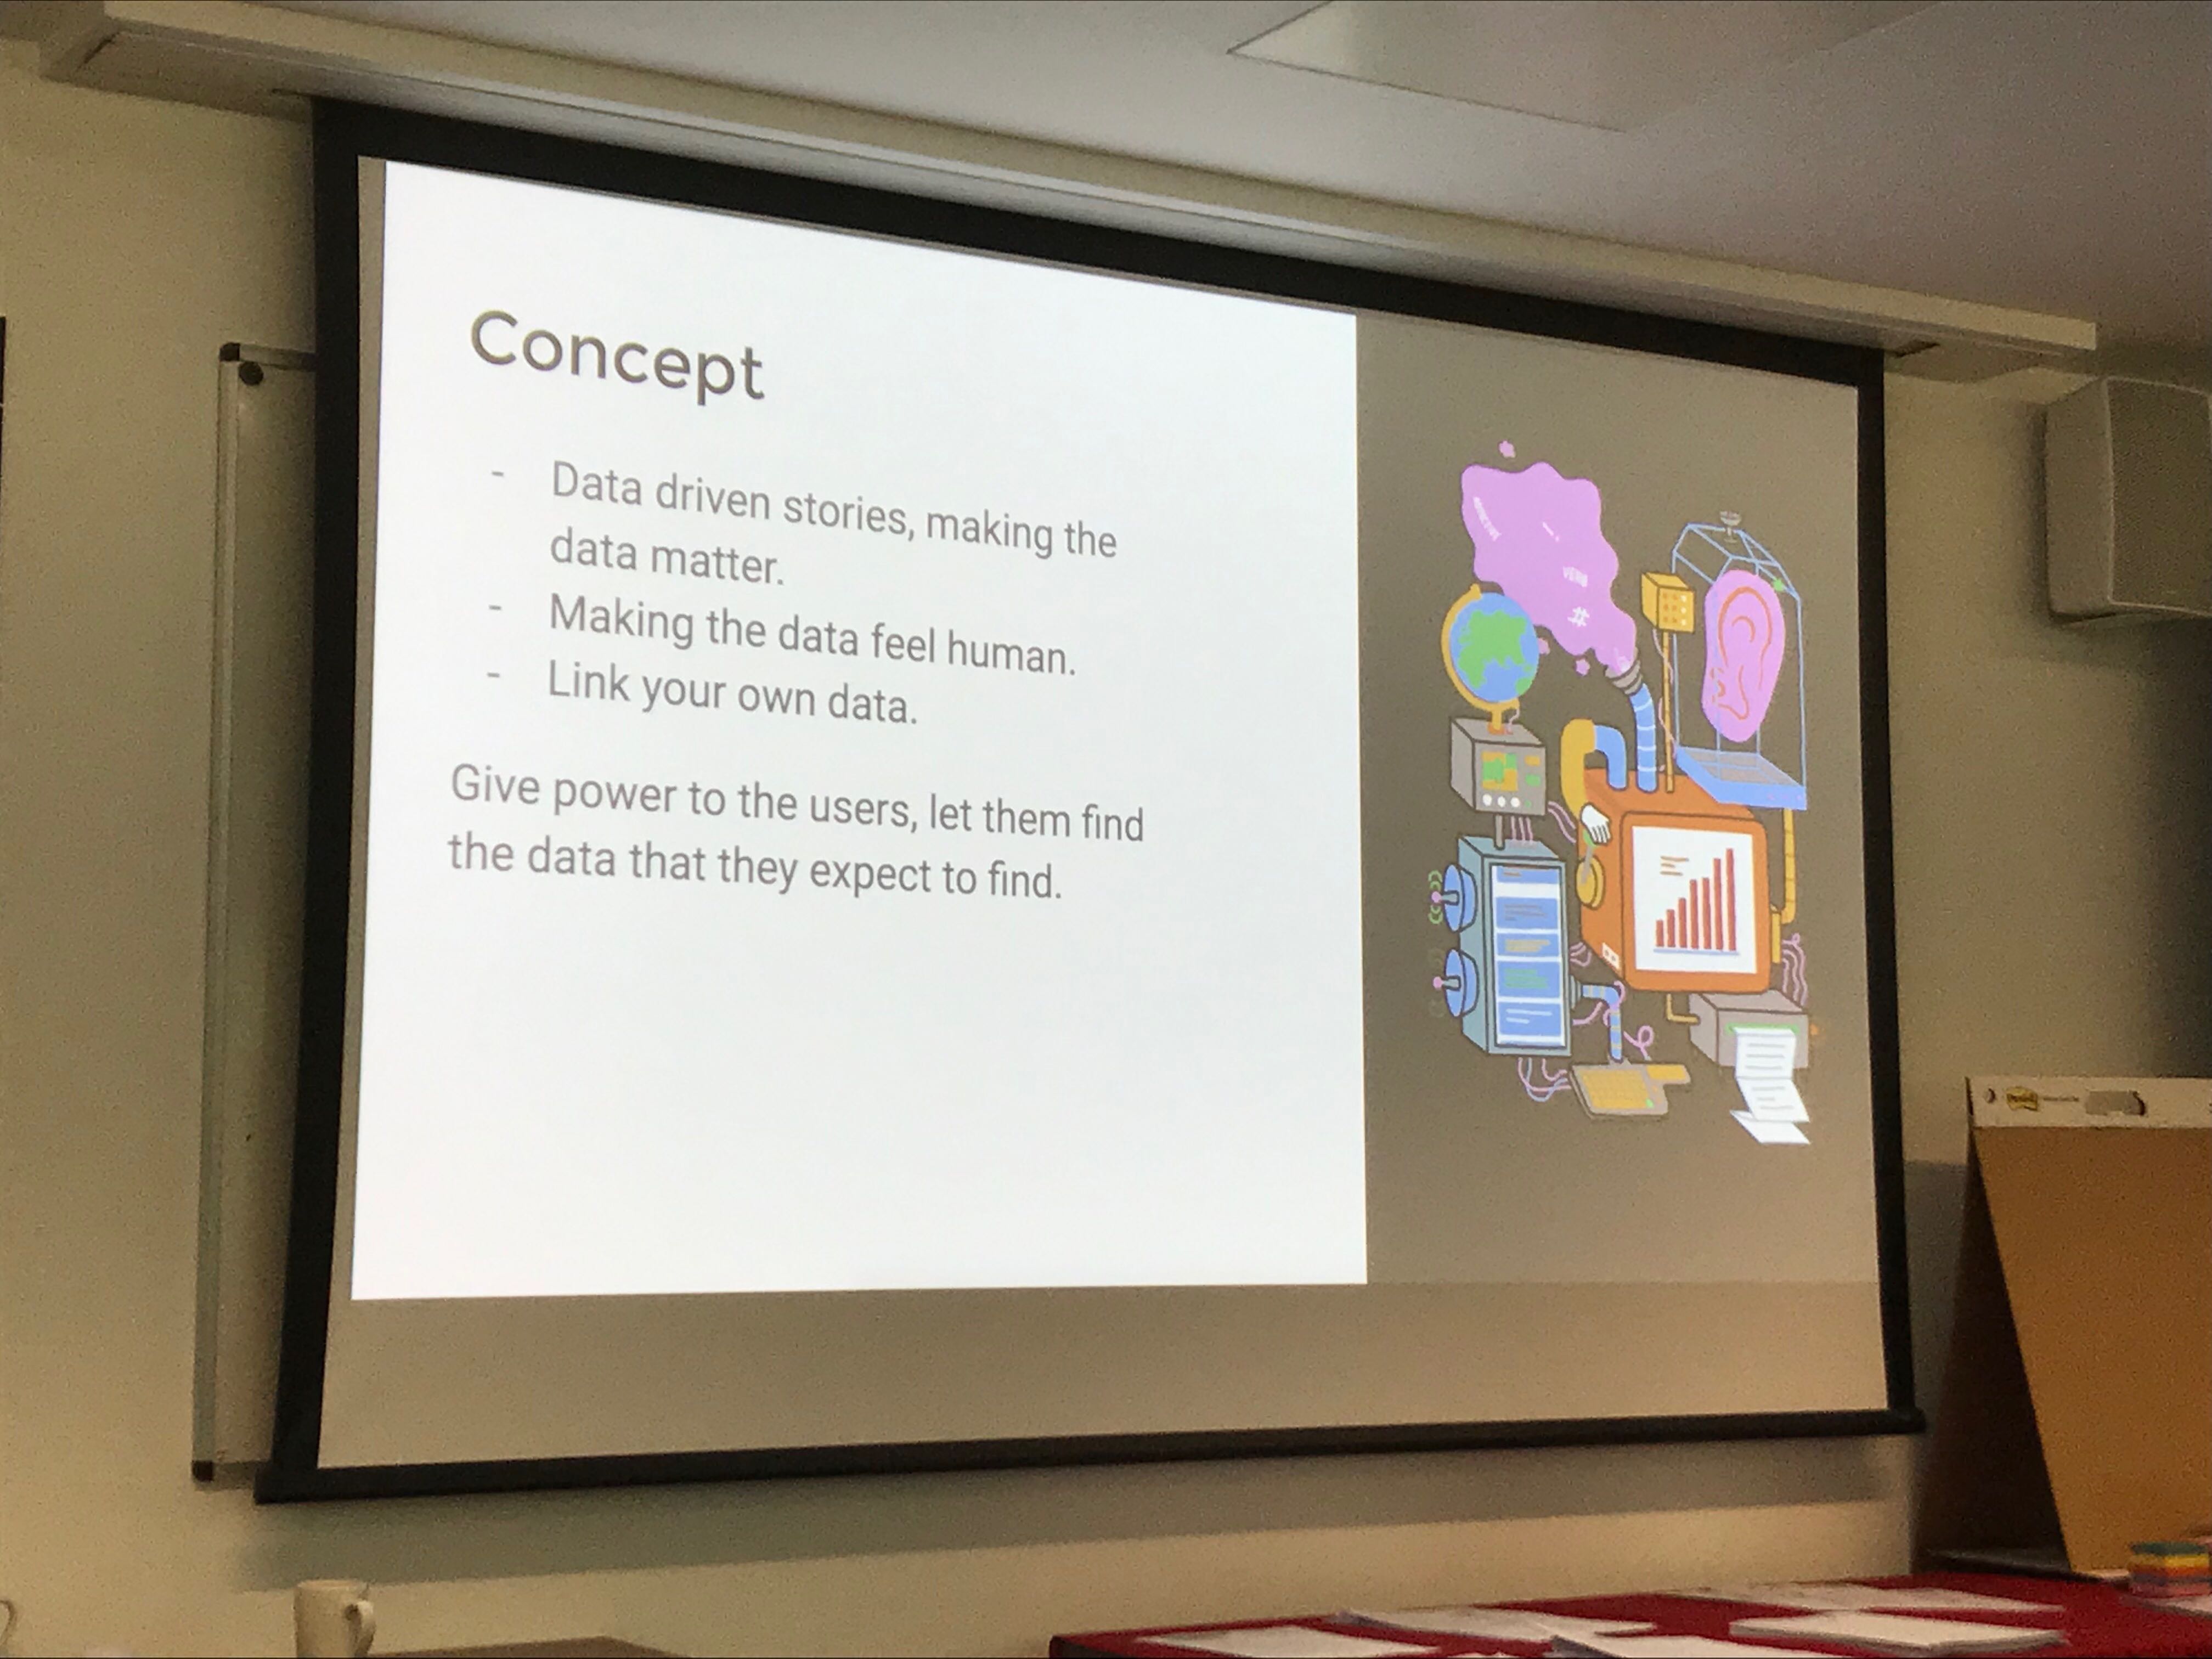 Concept
- Data driven stories, making the
data matter.
- Making the data feel human.
- Link your own data.
Give power to the users, let them find
the data that they expect to find.
VERB
#